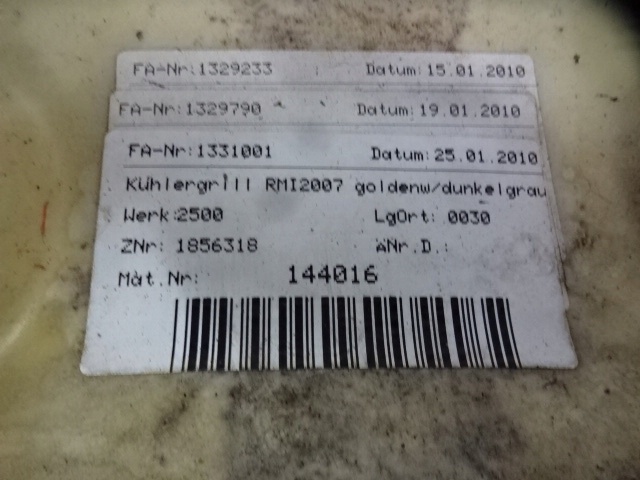 FA-Nr:1329233 Datum:15.01.2010
FA-Nr:1329790 Datum:19.01.2010
FA-Nr:1331001 Datum:25.01.2010
Kühlergrill RMI2007 goldenw/dunkelgrau
Werk:2500 LgOrt: 0030
ZNr: 1856318 ANr.D.:
Mat.Nr: 144016